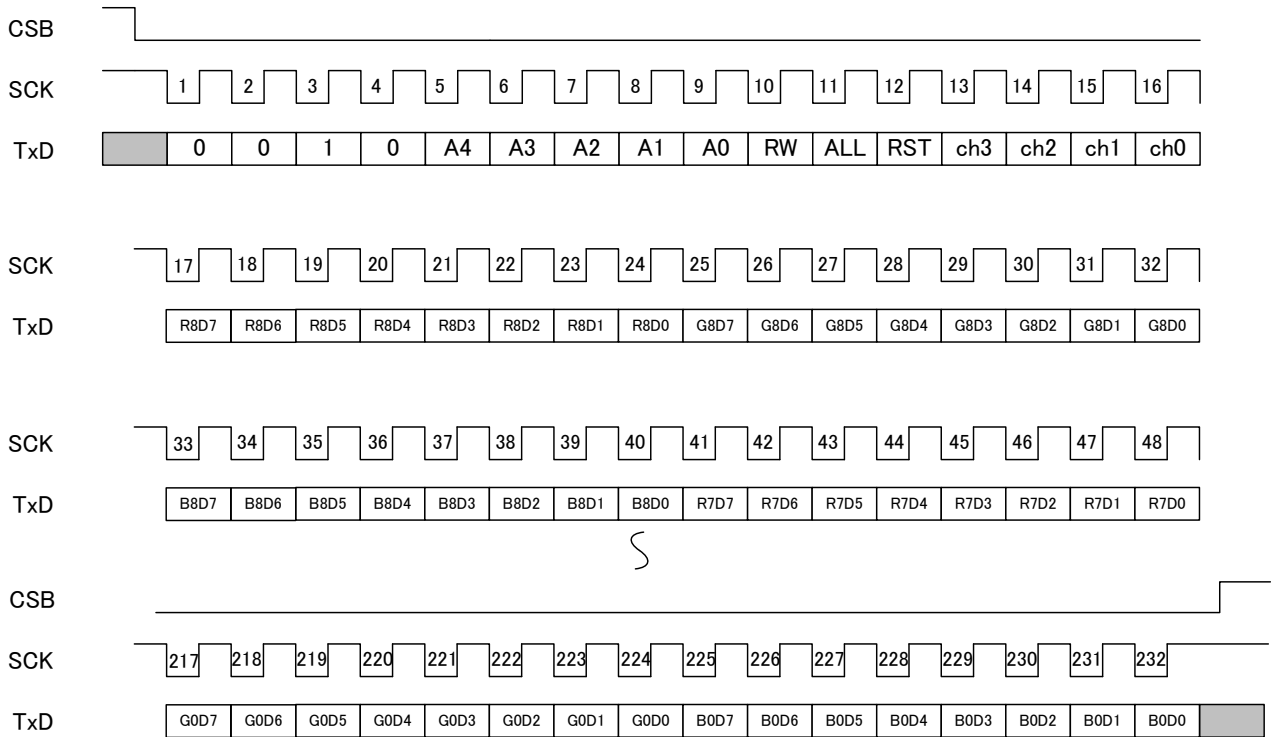 CSB
SCK 1 2 3 4 5 6 7 8 9 10 11 12 13 14 15 16
TxD 0 0 1 0 A4 A3 A2 A1 A0 RW ALL RST ch3 ch2 ch1 ch0
SCK 17 18 19 20 21 22 23 24 25 26 27 28 29 30 31 32
TxD R8D7 R8D6 R8D5 R8D4 R8D3 R8D2 R8D1 R8D0 G8D7 G8D6 G8D5 G8D4 G8D3 G8D2 G8D1 G8D0
SCK 33 34 35 36 37 38 39 40 41 42 43 44 45 46 47 48
TxD B8D7 B8D6 B8D5 B8D4 B8D3 B8D2 B8D1 B8D0 R7D7 R7D6 R7D5 R7D4 R7D3 R7D2 R7D1 R7D0
CSB
SCK 217 218 219 220 221 222 223 224 225 226 227 228 229 230 231 232
TxD G0D7 G0D6 G0D5 G0D4 G0D3 G0D2 G0D1 G0D0 B0D7 B0D6 B0D5 B0D4 B0D3 B0D2 B0D1 B0D0